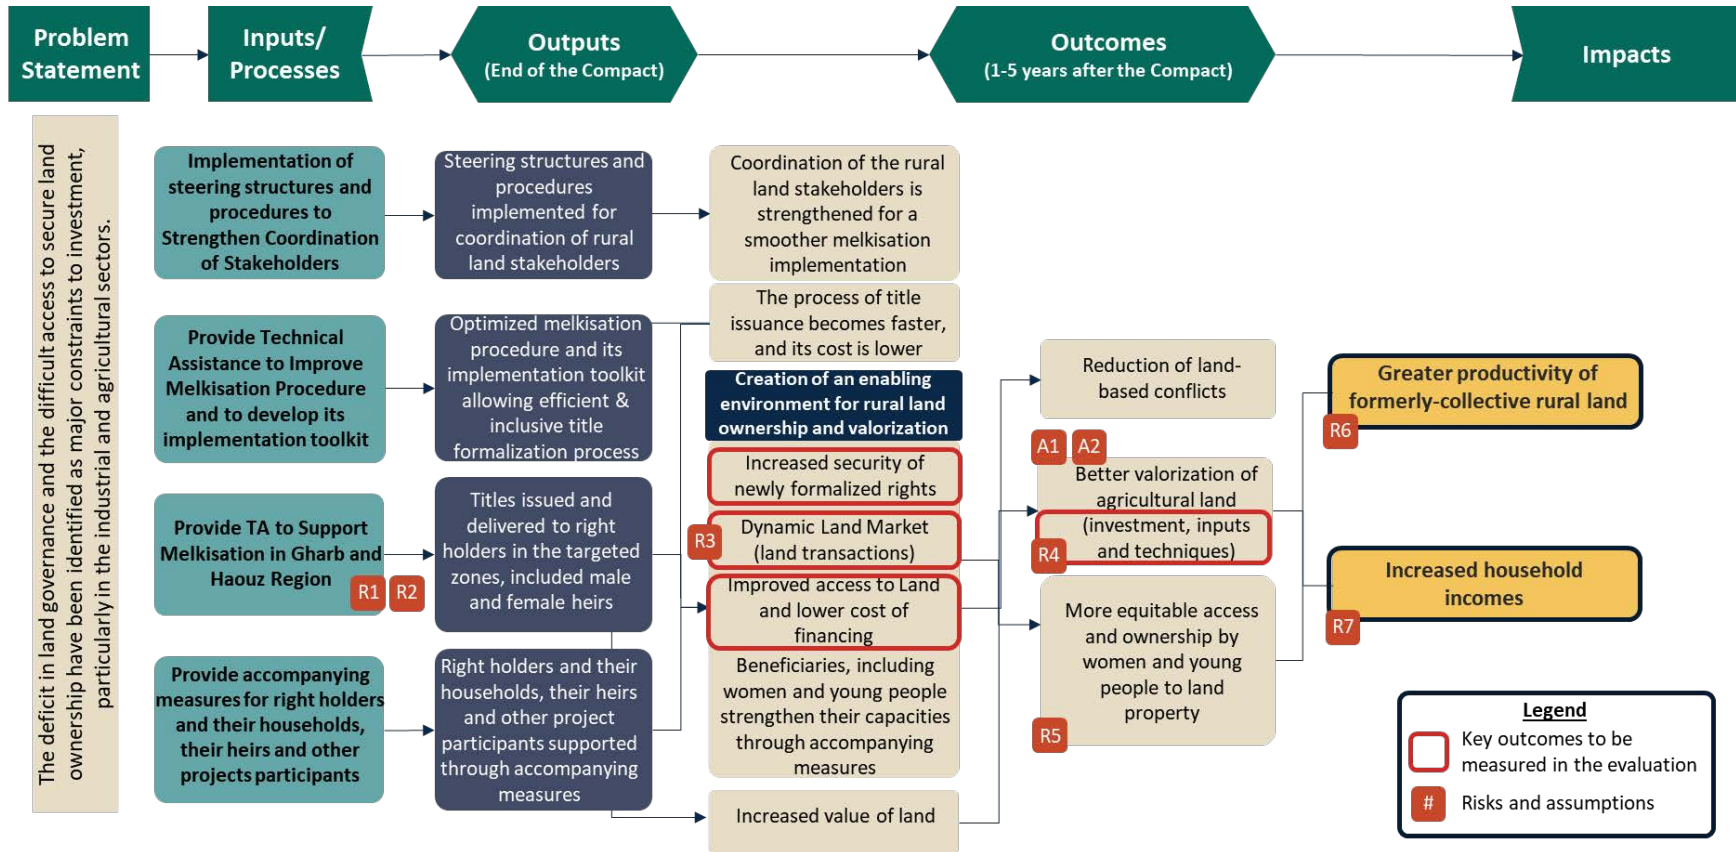 Problem
Statement
Inputs/
Processes
Outputs
(End of the Compact)
Outcomes
(1-5 years after the Compact)
Impacts
The deficit in land governance and the difficult access to secure land
ownership have been identified as major constraints to investment,
particularly in the industrial and agricultural sectors.
Implementation of
steering structures and
procedures to
Strengthen Coordination
of Stakeholders
Provide Technical
Assistance to Improve
Melkisation Procedure
and to develop its
implementation toolkit
Provide TA to Support
Melkisation in Gharb and
Haouz Region
R1
R2
Provide accompanying
measures for right holders
and their households,
their heirs and other
projects participants
Steering structures and
procedures
implemented for
coordination of rural
land stakeholders
Optimized melkisation
procedure and its
implementation toolkit
allowing efficient &
inclusive title
formalization process
Titles issued and
delivered to right
holders in the targeted
zones, included male
and female heirs
Right holders and their
households, their heirs
and other project
participants supported
through accompanying
measures
Coordination of the rural
land stakeholders is
strengthened for a
smoother melkisation
implementation
The process of title
issuance becomes faster,
and its cost is lower
Creation of an enabling
environment for rural land
ownership and valorization
Increased security of
newly formalized rights
R3
Dynamic Land Market
(land transactions)
Improved access to Land
and lower cost of
financing
Beneficiaries, including
women and young people
strengthen their capacities
through accompanying
measures
Increased value of land
Reduction of land-
based conflicts
A1
A2
Better valorization of
agricultural land
(investment, inputs
and techniques)
R4
More equitable access
and ownership by
women and young
people to land
property
R5
Greater productivity of
formerly-collective rural land
R6
Increased household
incomes
R7
Legend
Key outcomes to be
measured in the evaluation
# Risks and assumptions